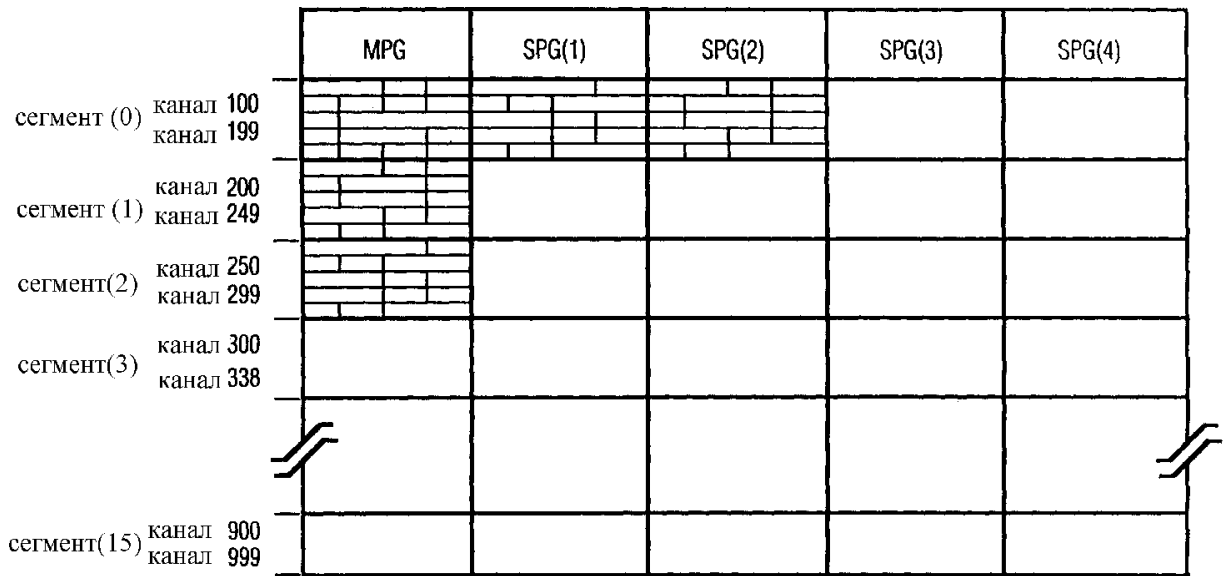 MPG SPG(1) SPG(2) SPG(3) SPG(4)
сегмент (0) канал 100
канал 199
сегмент (1) канал 200
канал 249
сегмент(2) канал 250
канал 299
сегмент(3) канал 300
канал 338
сегмент(15) канал 900
канал 999